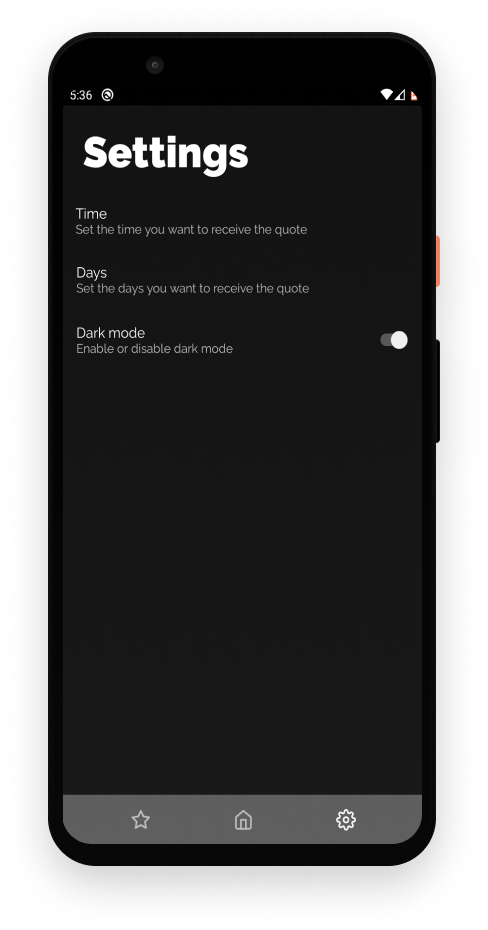 5:36
Settings
Time
Set the time you want to receive the quote
Days
Set the days you want to receive the quote
Dark mode
Enable or disable dark mode